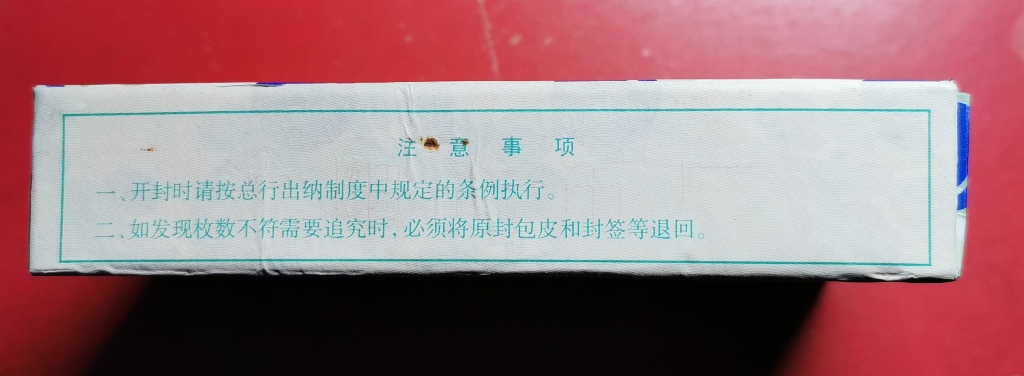 注意事项
一、开封时请按总行出纳制度中规定的条例执行。
二、如发现枚数不符需要追究时,必须将原封包皮和封签等退回。